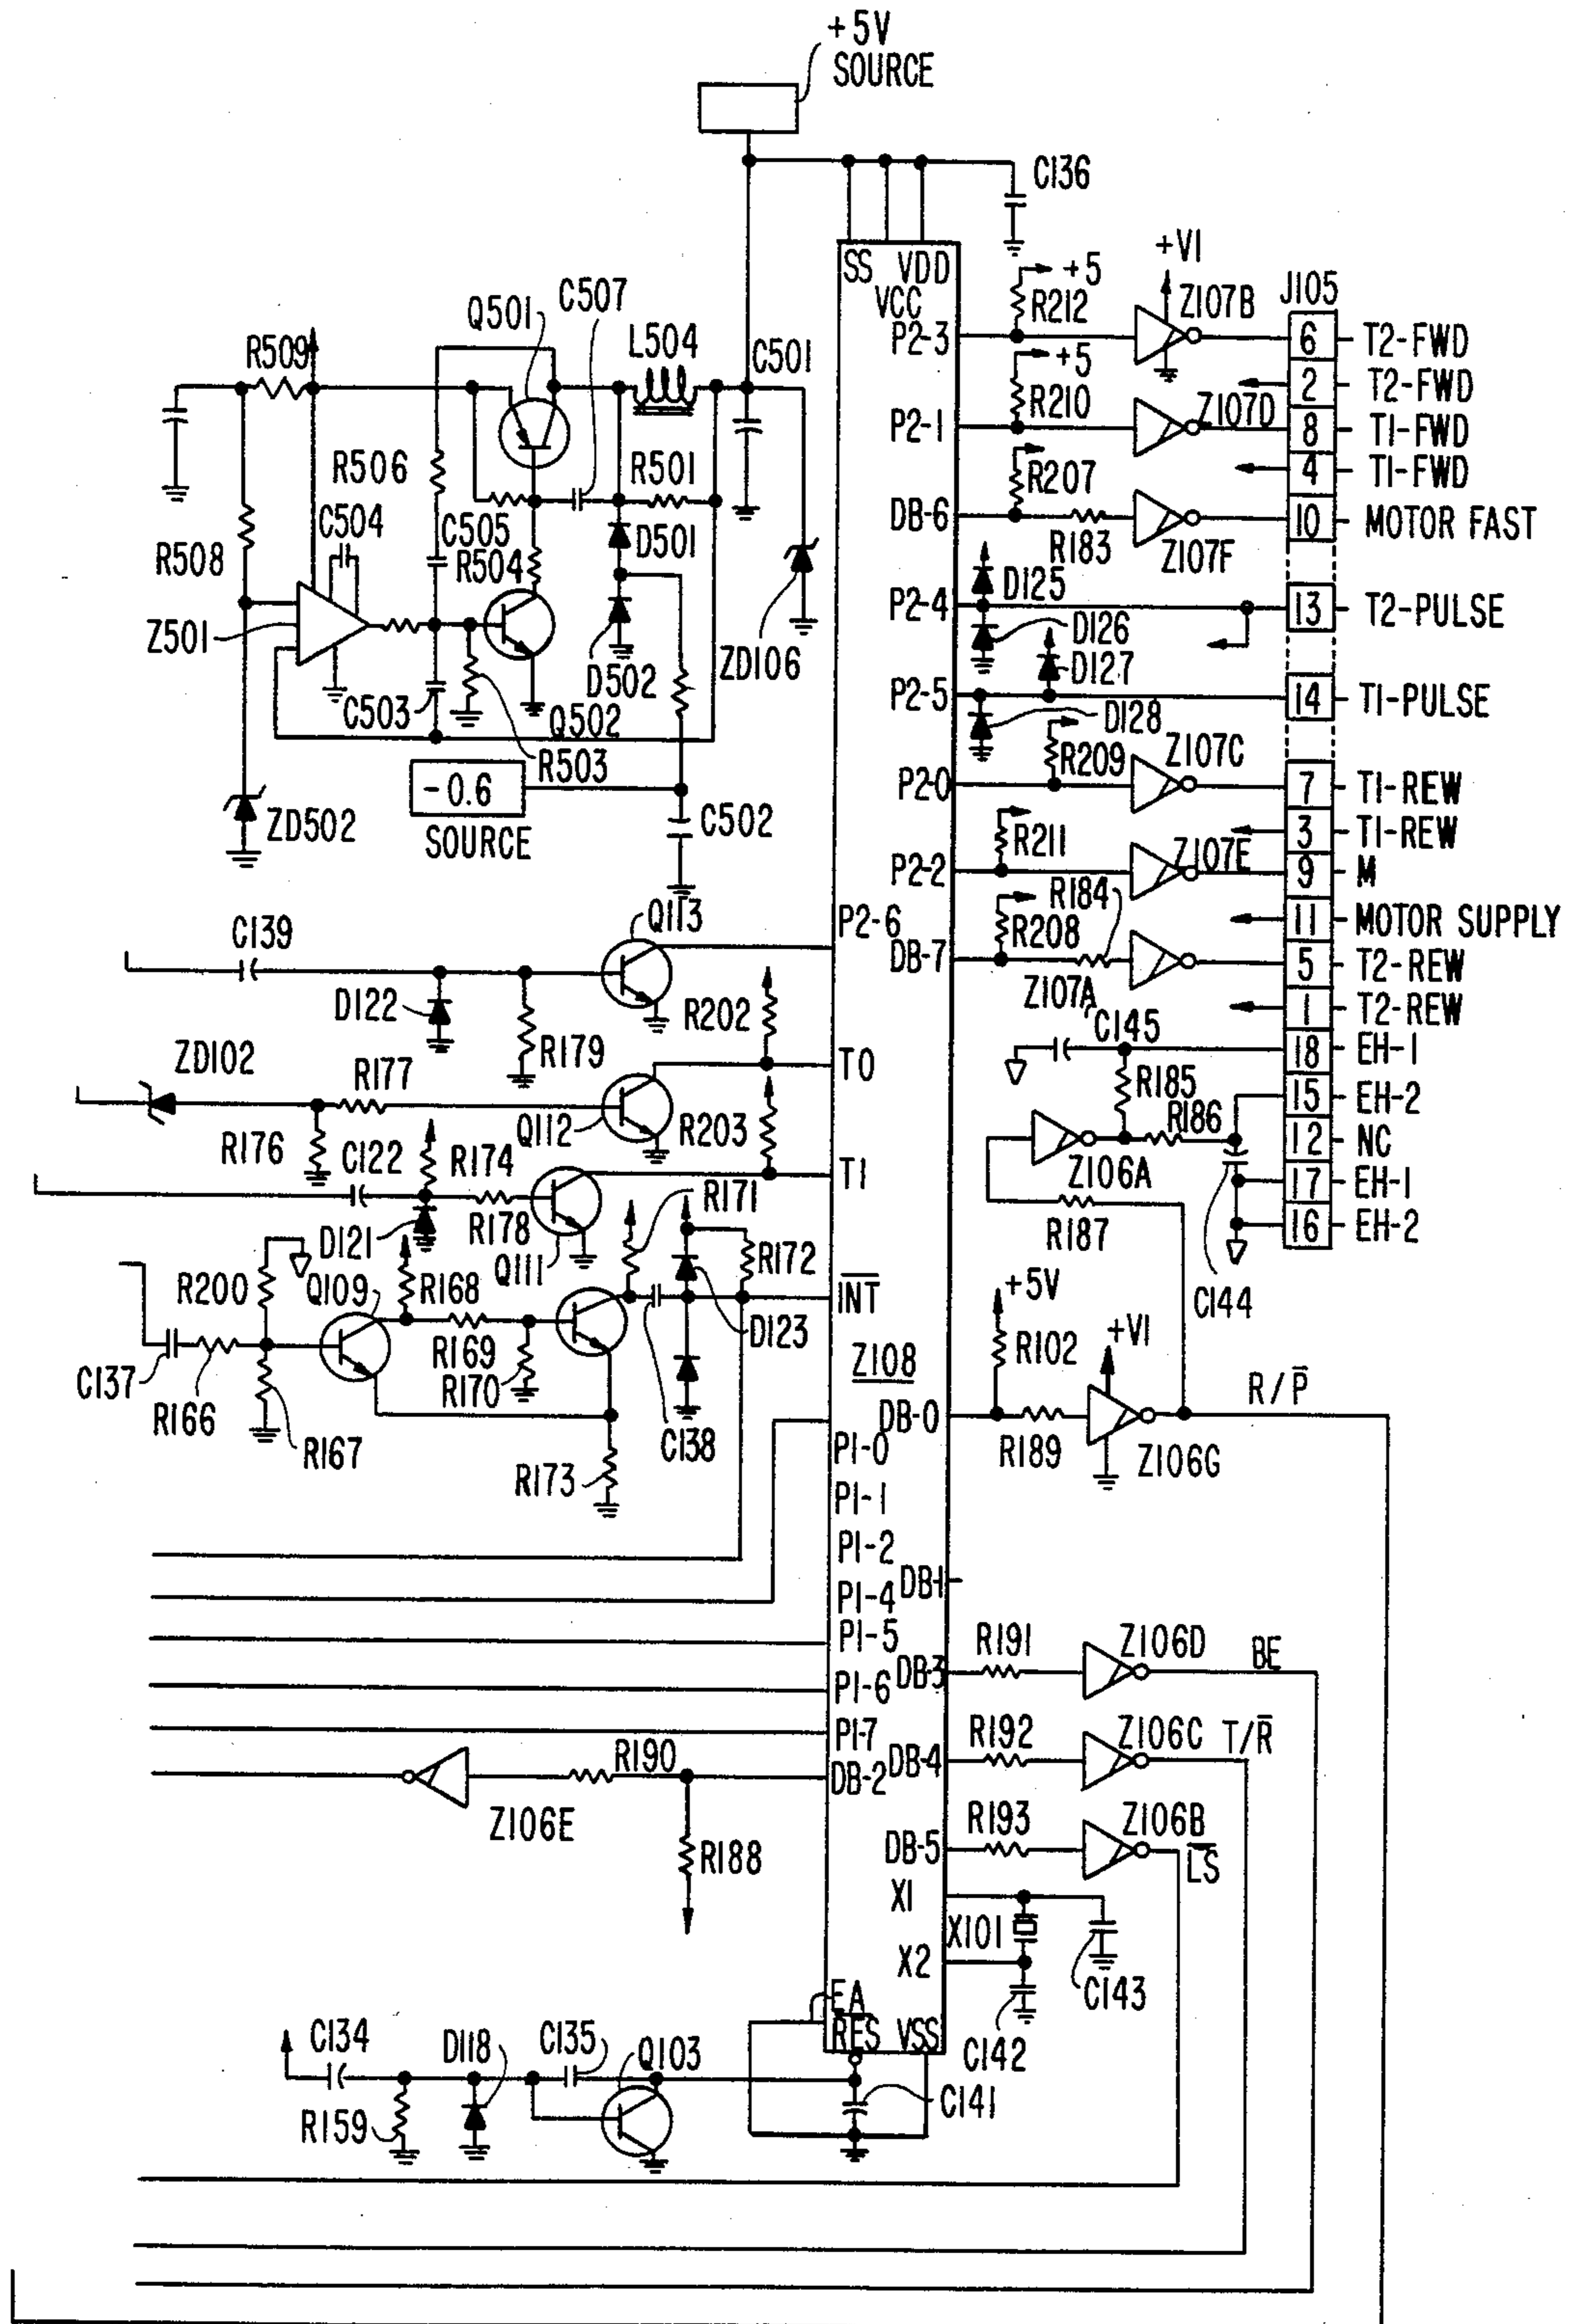 +5V
SOURCE
C136
SS VDD
VCC
P2-3
+5
R212
+V1
Z107B
J105
6 T2-FWD
2 T2-FWD
P2-1
+5
R210
Z107D
8 T1-FWD
4 T1-FWD
DB-6
R207
R183
Z107F
10 MOTOR FAST
P2-4
D125
D126
D127
13 T2-PULSE
P2-5
D128
14 T1-PULSE
P2-0
R209
Z107C
7 T1-REW
3 T1-REW
P2-2
R211
Z107E
9 M
11 MOTOR SUPPLY
DB-7
R184
R208
Z107A
5 T2-REW
1 T2-REW
C145
18 EH-1
R185
15 EH-2
R186
12 NC
Z106A
17 EH-1
R187
16 EH-2
C144
R509
Q501
C507
L504
C501
R506
R501
C504
C505
R508
R504
D501
Z501
D502
ZD106
C503
Q502
R503
-0.6
SOURCE
ZD502
C502
P2-6
C139
Q113
D122
R179
R202
T0
ZD102
R177
R176
Q112
R203
T1
C122
R174
R178
D121
Q111
R171
R172
INT
D123
R200
Q109
R168
R169
R170
C137
R166
R167
R173
C138
Z108
DB-0
+5V
R102
+V1
R189
Z106G
R/P̅
P1-0
P1-1
P1-2
P1-4
DB-1
P1-5
P1-6
DB-3
R191
Z106D
BE
P1-7
DB-2
R190
Z106E
R188
DB-4
R192
Z106C
T/R̅
DB-5
R193
Z106B
L̅S̅
X1
X101
X2
C143
C142
EA
RES VSS
C134
D118
C135
Q103
R159
C141